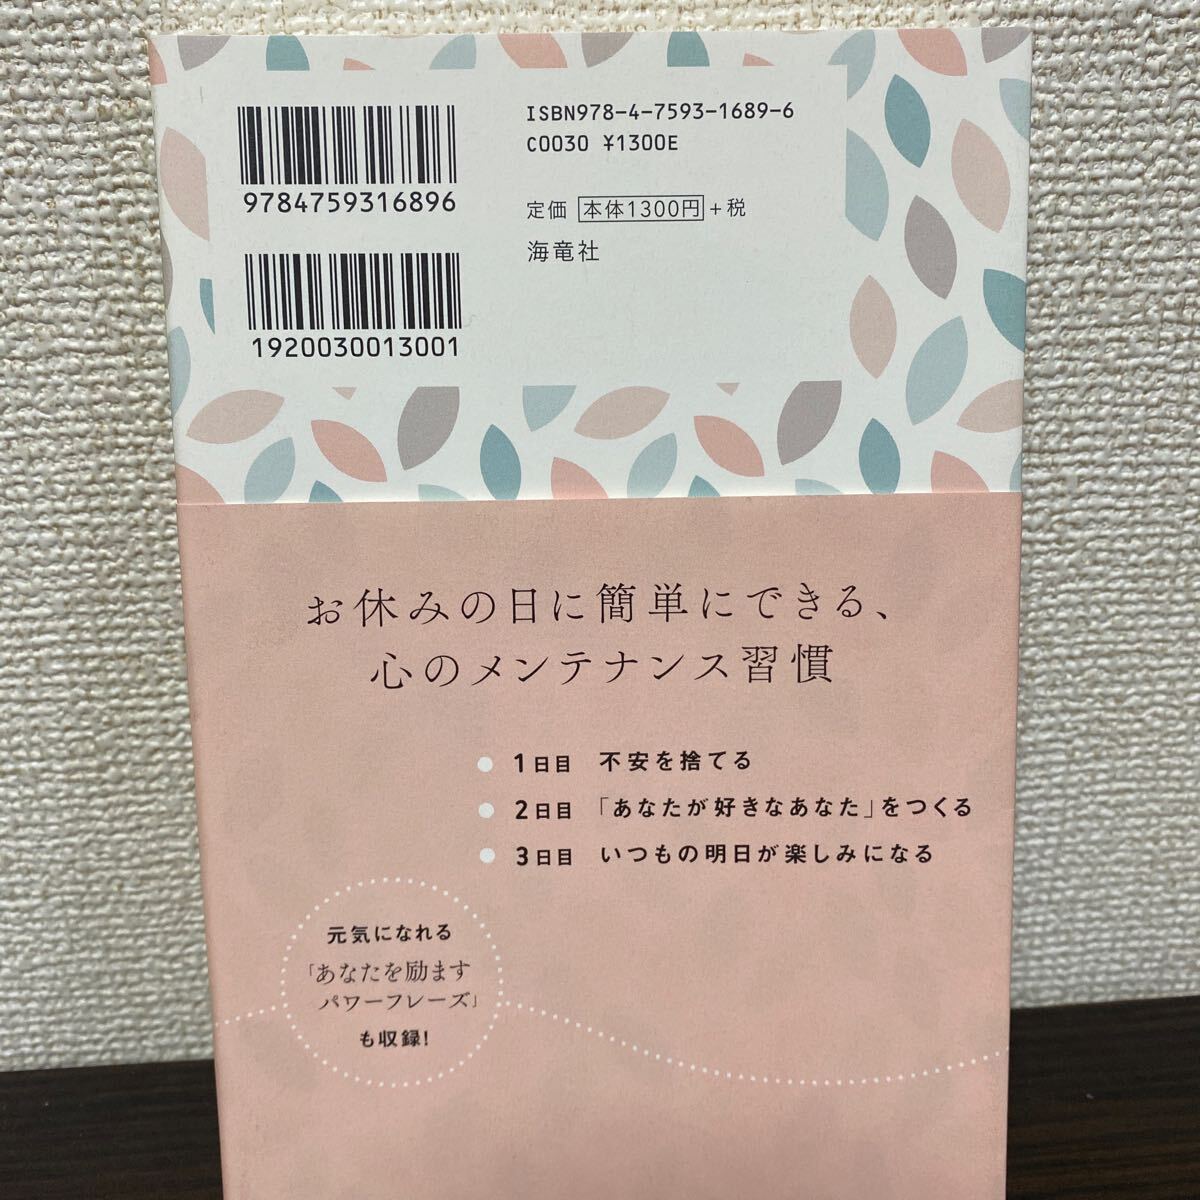 9784759316896
1920030013001
ISBN978-4-7593-1689-6
C0030 ¥1300E
定価 本体1300円+税
海竜社
お休みの日に簡単にできる、
心のメンテナンス習慣
1日目 不安を捨てる
2日目 「あなたが好きなあなた」をつくる
3日目 いつもの明日が楽しみになる
元気になれる
「あなたを励ます
パワーフレーズ」
も収録!